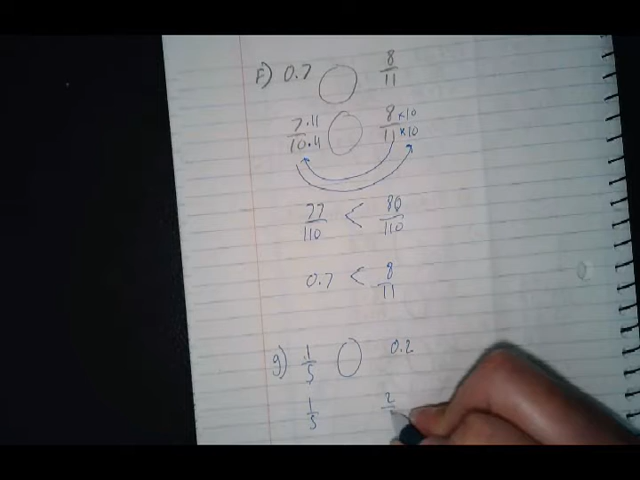 F) 0.7 ◯ 8/11
7·11/10·11 ◯ 8×10/11×10
77/110 < 80/110
0.7 < 8/11
g) 1/5 ◯ 0.2
1/5 2/